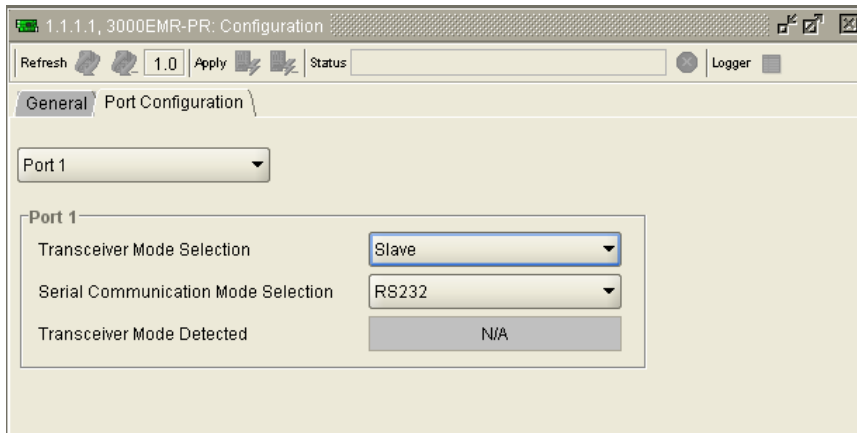 1.1.1.1, 3000EMR-PR: Configuration
Refresh 1.0 Apply Status Logger
General Port Configuration
Port 1
Port 1
Transceiver Mode Selection Slave
Serial Communication Mode Selection RS232
Transceiver Mode Detected N/A